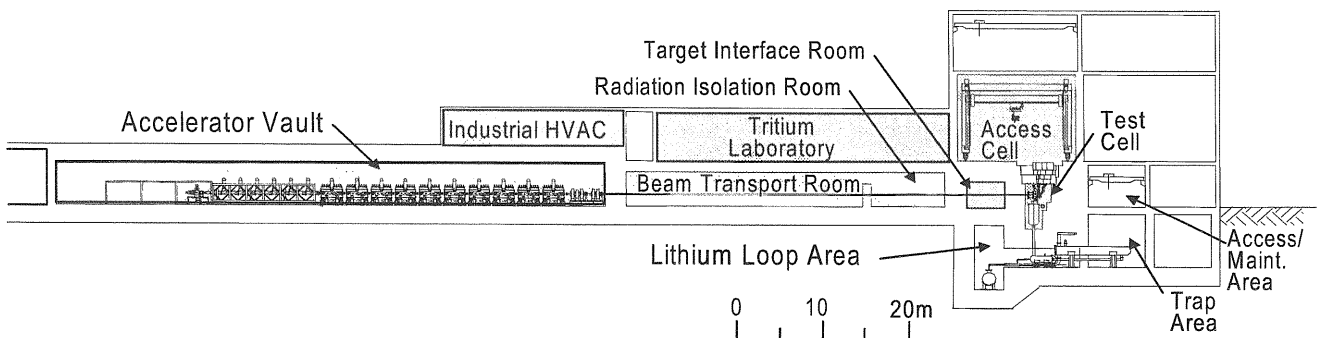 Target Interface Room
Radiation Isolation Room
Accelerator Vault
Industrial HVAC
Tritium
Laboratory
Access
Cell
Test
Cell
Beam Transport Room
Lithium Loop Area
Access/
Maint.
Area
Trap
Area
0 10 20m